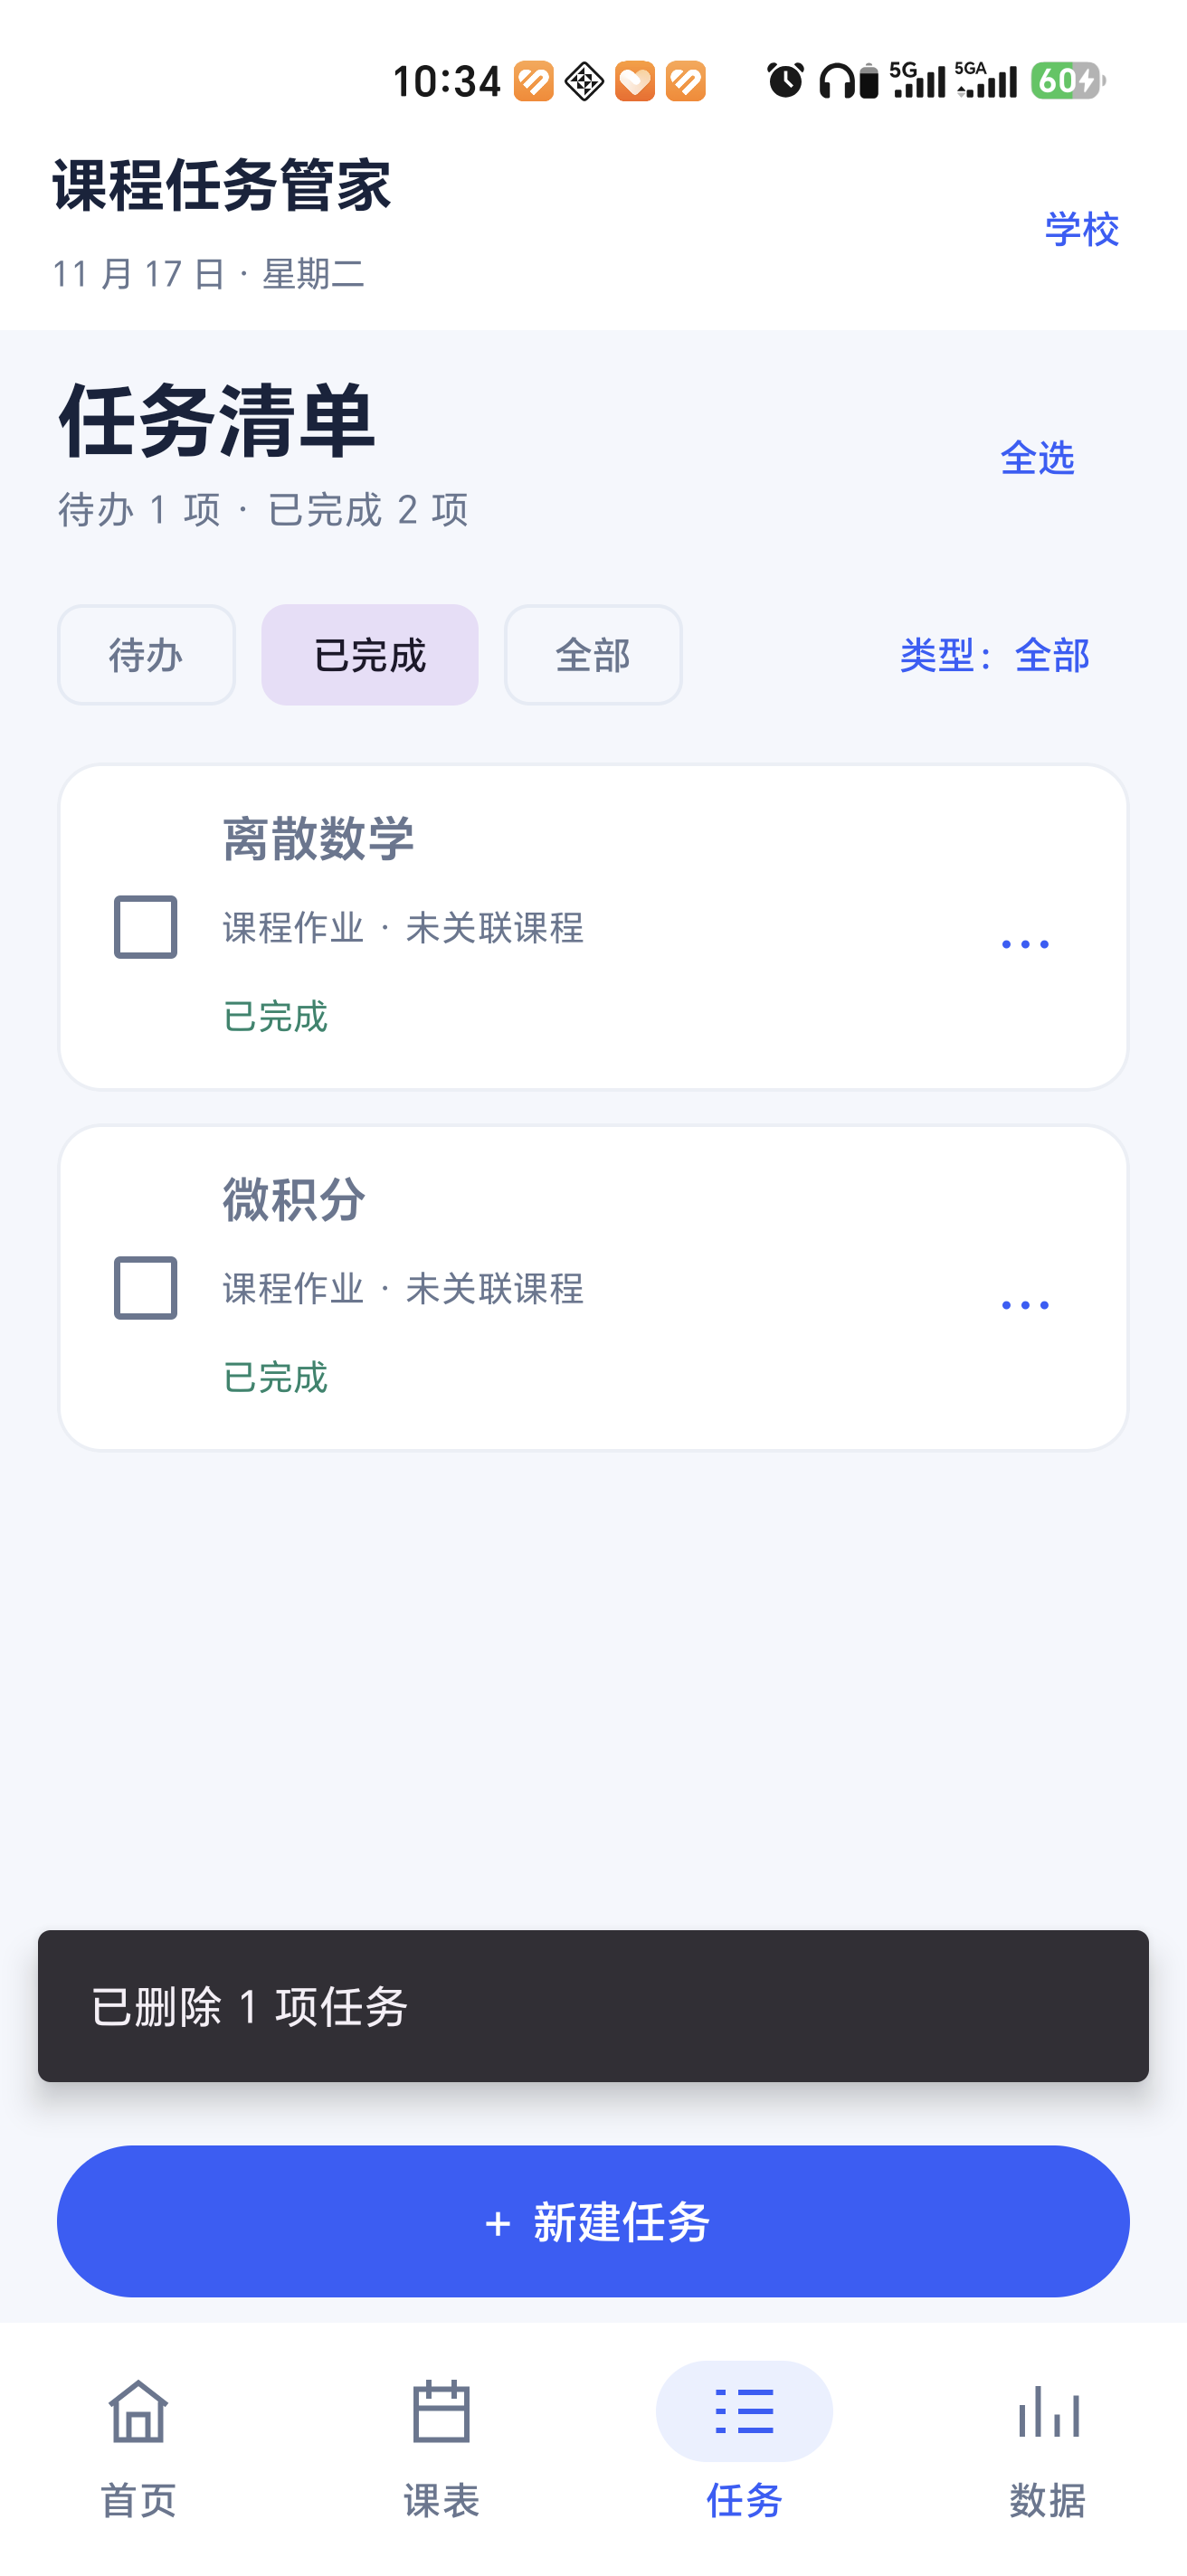 10:34 5G 5GA 60
课程任务管家
11 月 17 日 · 星期二
学校
任务清单
待办 1 项 · 已完成 2 项
全选
待办 已完成 全部 类型：全部
离散数学
课程作业 · 未关联课程
已完成
微积分
课程作业 · 未关联课程
已完成
已删除 1 项任务
+ 新建任务
首页 课表 任务 数据